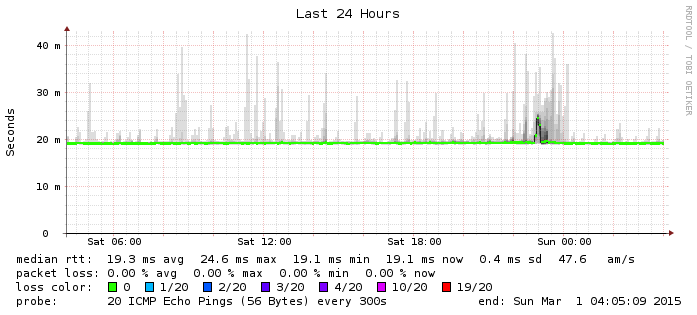 Last 24 Hours
RRDTOOL / TOBI OETIKER
Seconds
40 m
30 m
20 m
10 m
0
Sat 06:00 Sat 12:00 Sat 18:00 Sun 00:00
median rtt: 19.3 ms avg 24.6 ms max 19.1 ms min 19.1 ms now 0.4 ms sd 47.6 am/s
packet loss: 0.00 % avg 0.00 % max 0.00 % min 0.00 % now
loss color: 0 1/20 2/20 3/20 4/20 10/20 19/20
probe: 20 ICMP Echo Pings (56 Bytes) every 300s end: Sun Mar 1 04:05:09 2015